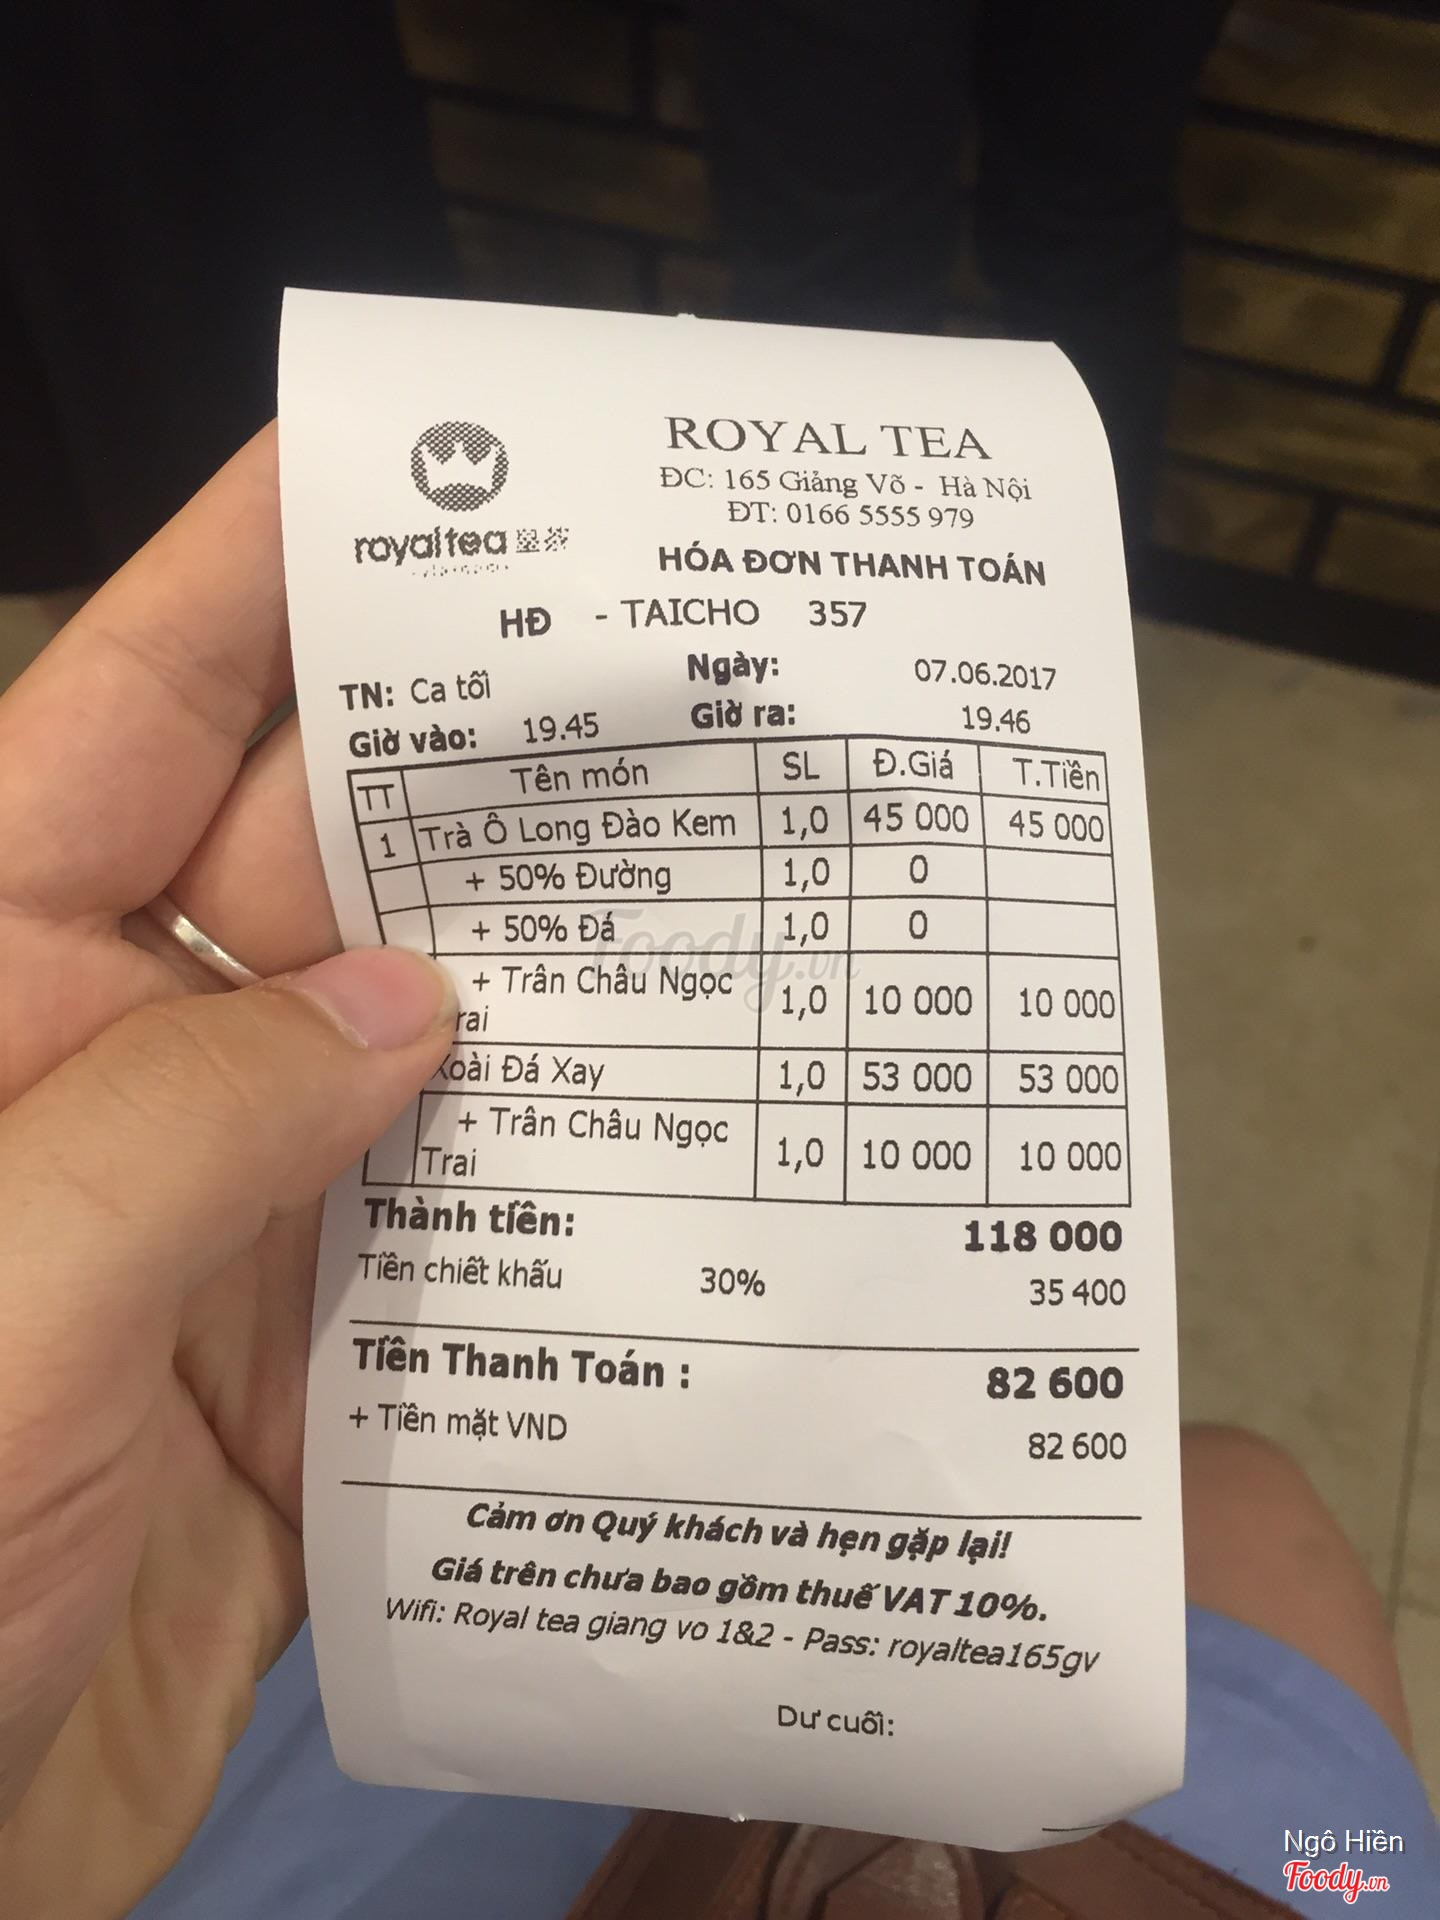 ROYAL TEA
ĐC: 165 Giảng Võ - Hà Nội
ĐT: 0166 5555 979
royaltea 皇茶
HÓA ĐƠN THANH TOÁN
HĐ - TAICHO 357
TN: Ca tối Ngày: 07.06.2017
Giờ vào: 19.45 Giờ ra: 19.46
TT Tên món SL Đ.Giá T.Tiền
1 Trà Ô Long Đào Kem 1,0 45 000 45 000
+ 50% Đường 1,0 0
+ 50% Đá 1,0 0
+ Trân Châu Ngọc 1,0 10 000 10 000
rai
Xoài Đá Xay 1,0 53 000 53 000
+ Trân Châu Ngọc 1,0 10 000 10 000
Trai
Thành tiền: 118 000
Tiền chiết khấu 30% 35 400
Tiền Thanh Toán : 82 600
+ Tiền mặt VND 82 600
Cảm ơn Quý khách và hẹn gặp lại!
Giá trên chưa bao gồm thuế VAT 10%.
Wifi: Royal tea giang vo 1&2 - Pass: royaltea165gv
Dư cuối:
Foody.vn
Ngô Hiền
Foody.vn